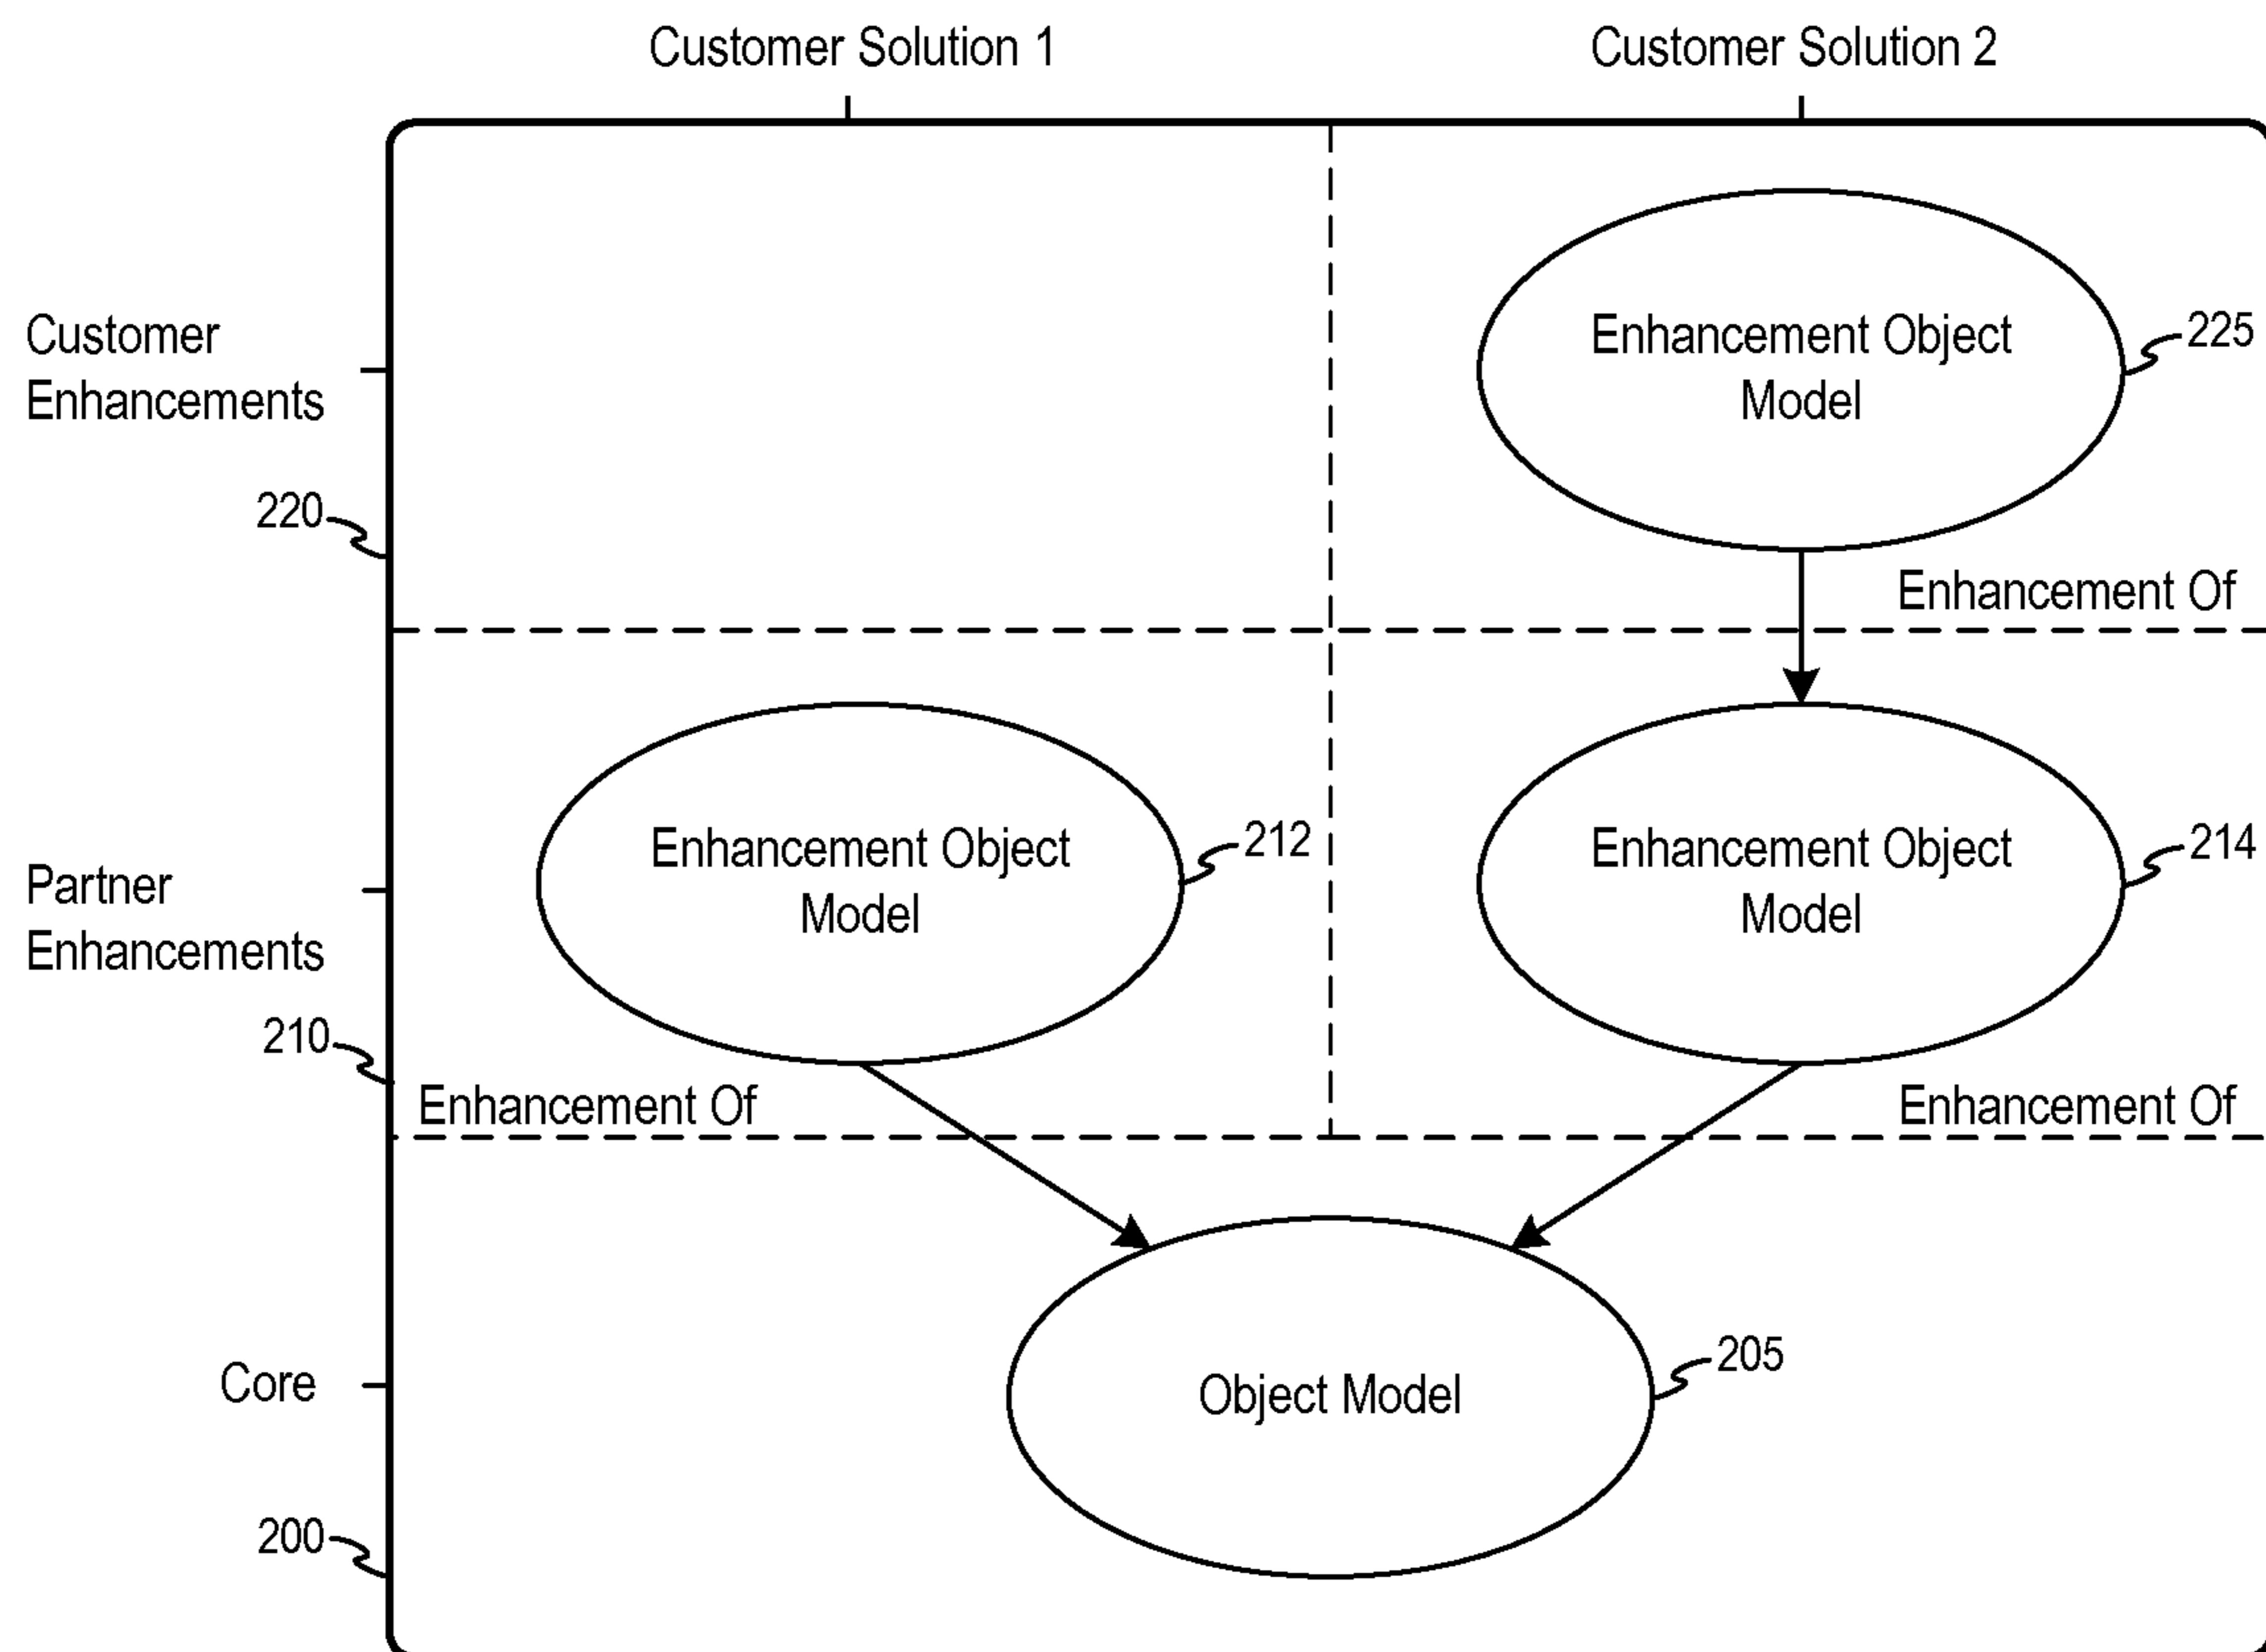 Customer Solution 1
Customer Solution 2
Customer
Enhancements
220
Enhancement Object
Model
225
Enhancement Of
Partner
Enhancements
210
Enhancement Object
Model
212
Enhancement Object
Model
214
Enhancement Of
Enhancement Of
Core
200
Object Model
205